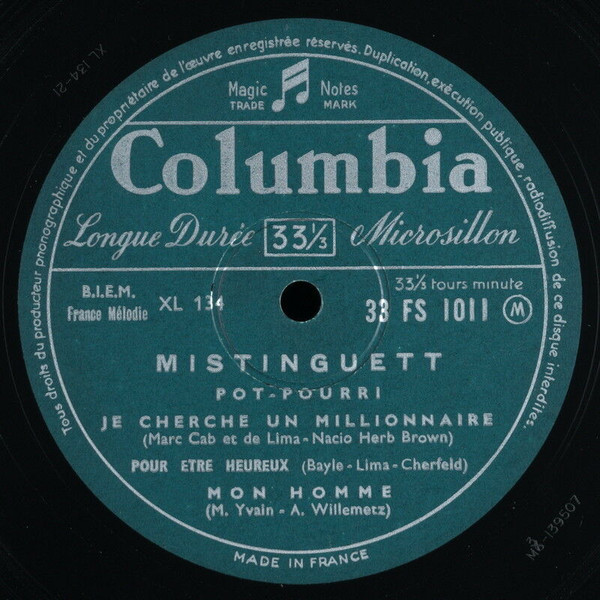 Tous droits du producteur phonographique et du propriétaire de l'œuvre enregistrée réservés. Duplication, exécution publique, radiodiffusion de ce disque interdites.
Magic Notes
TRADE MARK
Columbia
Longue Durée 33⅓ Microsillon
B.I.E.M.
France Mélodie
XL 134
33⅓ tours minute
33 FS 1011 M
MISTINGUETT
POT-POURRI
JE CHERCHE UN MILLIONNAIRE
(Marc Cab et de Lima-Nacio Herb Brown)
POUR ETRE HEUREUX (Bayle-Lima-Cherfeld)
MON HOMME
(M. Yvain - A. Willemetz)
MADE IN FRANCE
XL 134-21
M6-139507